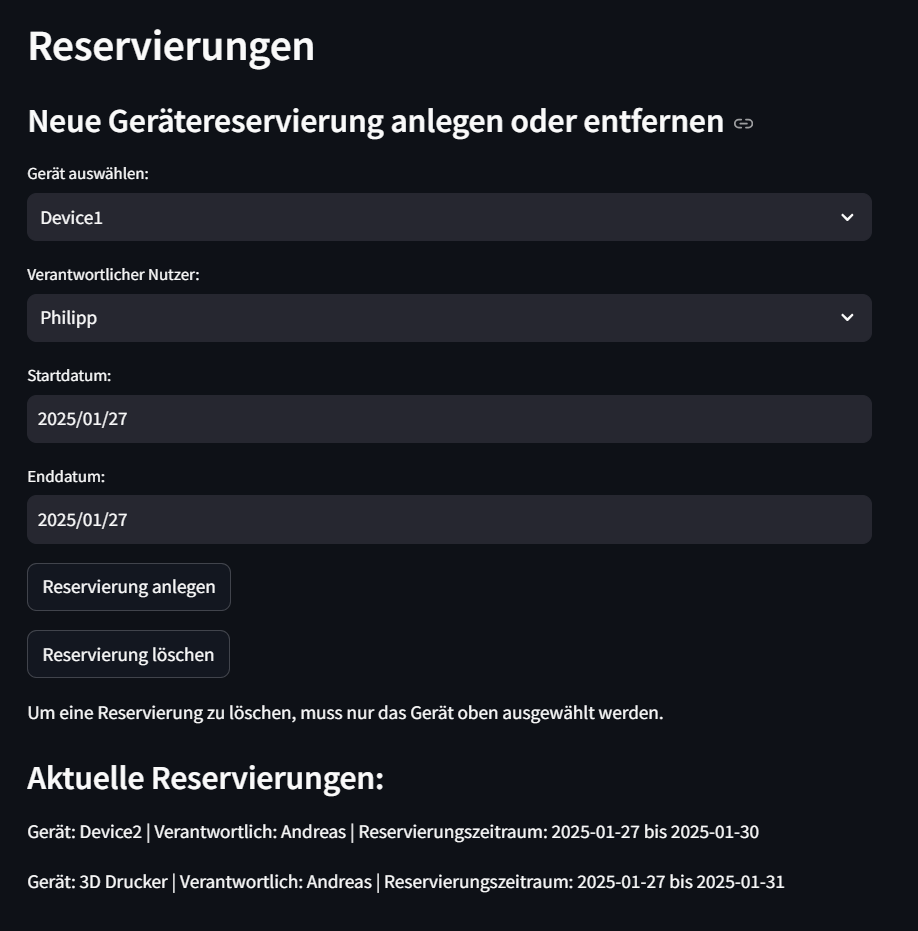 Reservierungen
Neue Gerätereservierung anlegen oder entfernen
Gerät auswählen:
Device1
Verantwortlicher Nutzer:
Philipp
Startdatum:
2025/01/27
Enddatum:
2025/01/27
Reservierung anlegen
Reservierung löschen
Um eine Reservierung zu löschen, muss nur das Gerät oben ausgewählt werden.
Aktuelle Reservierungen:
Gerät: Device2 | Verantwortlich: Andreas | Reservierungszeitraum: 2025-01-27 bis 2025-01-30
Gerät: 3D Drucker | Verantwortlich: Andreas | Reservierungszeitraum: 2025-01-27 bis 2025-01-31